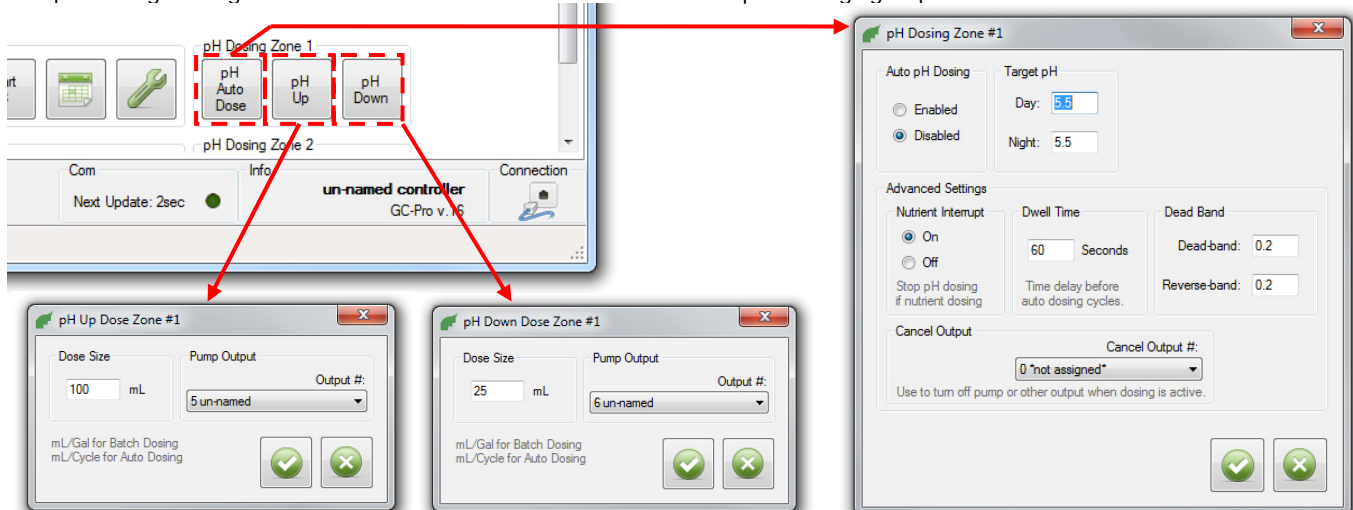 pH Dosing Zone 1
pH
Auto
Dose
pH
Up
pH
Down
pH Dosing Zone 2
Com
Next Update: 2sec
Info
un-named controller
GC-Pro v.16
Connection
pH Up Dose Zone #1
Dose Size
100 mL
Pump Output
Output #:
5 un-named
mL/Gal for Batch Dosing
mL/Cycle for Auto Dosing
pH Down Dose Zone #1
Dose Size
25 mL
Pump Output
Output #:
6 un-named
mL/Gal for Batch Dosing
mL/Cycle for Auto Dosing
pH Dosing Zone #1
Auto pH Dosing
Enabled
Disabled
Target pH
Day: 5.5
Night: 5.5
Advanced Settings
Nutrient Interrupt
On
Off
Stop pH dosing
if nutrient dosing
Dwell Time
60 Seconds
Time delay before
auto dosing cycles.
Dead Band
Dead-band: 0.2
Reverse-band: 0.2
Cancel Output
Cancel Output #:
0 *not assigned*
Use to turn off pump or other output when dosing is active.